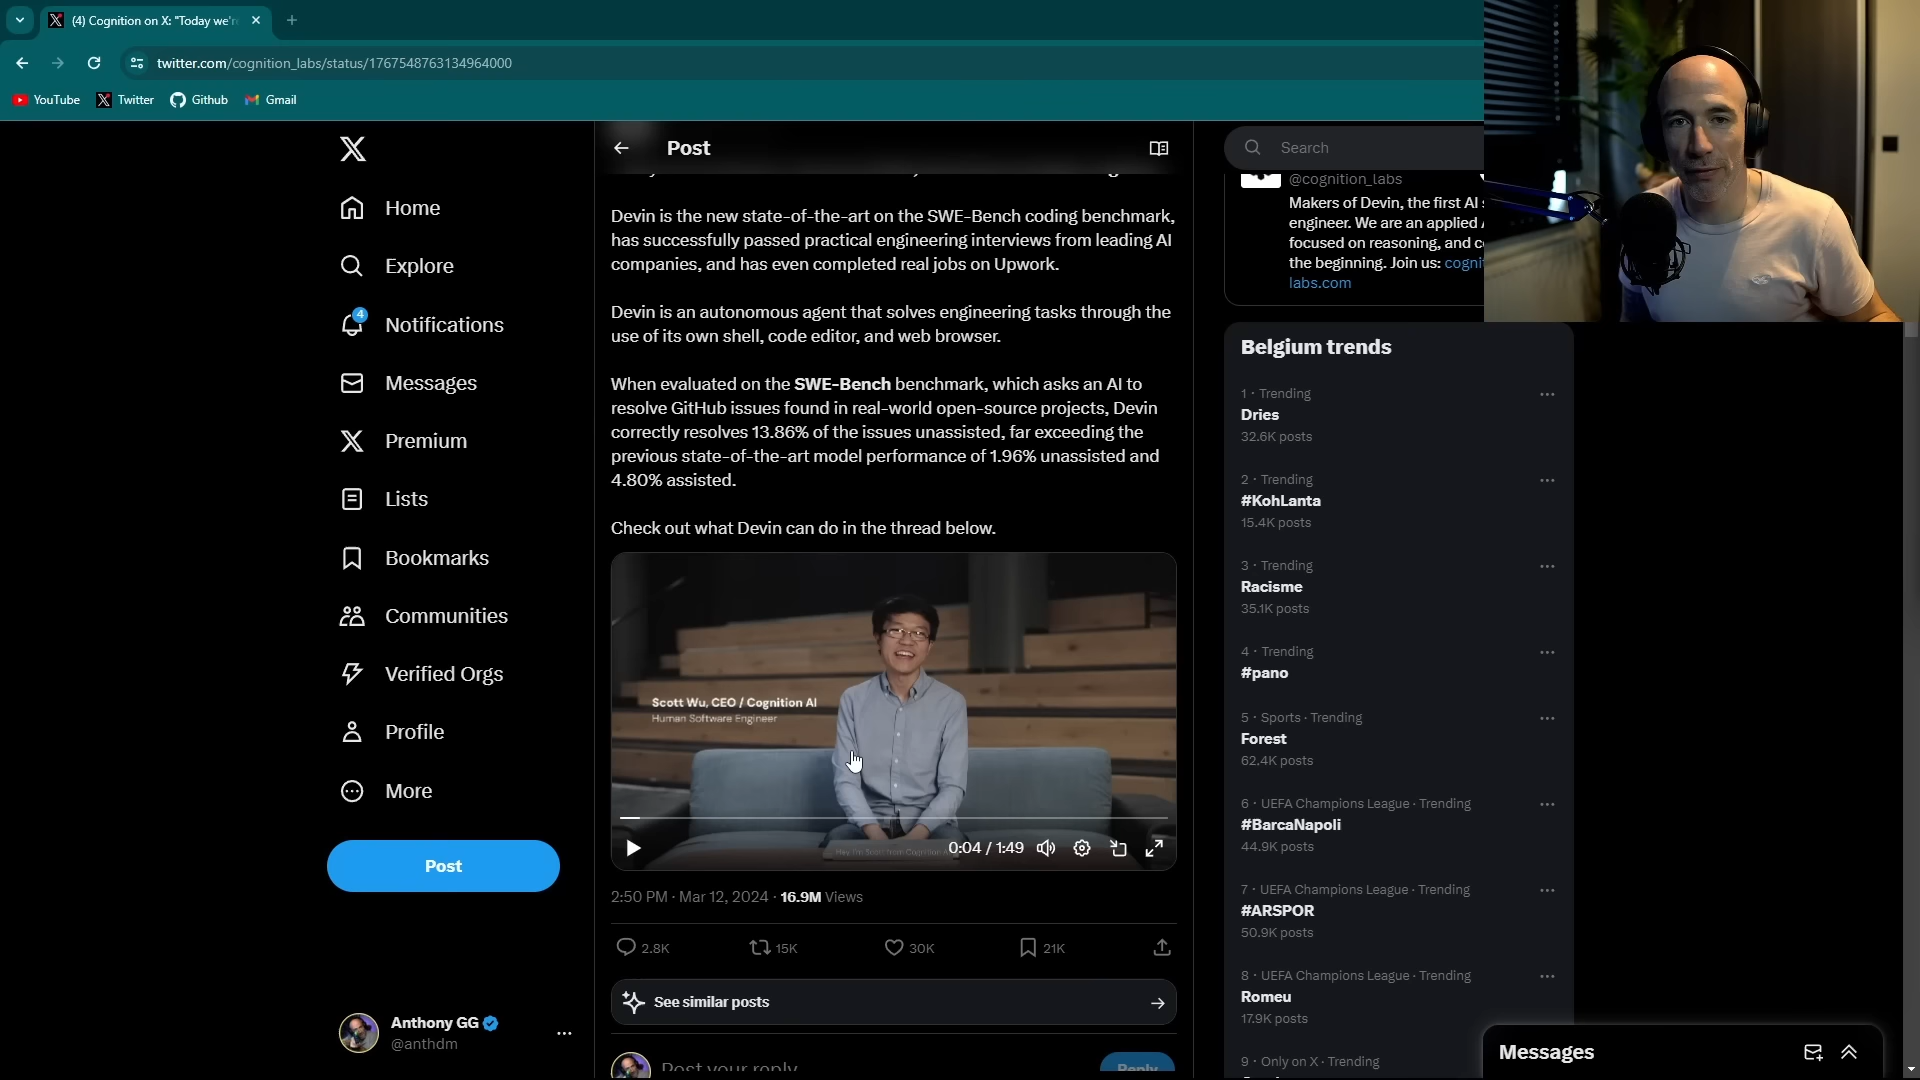 (4) Cognition on X: "Today we'r
twitter.com/cognition_labs/status/1767548763134964000
YouTube
Twitter
Github
Gmail
Home
Explore
4
Notifications
Messages
Premium
Lists
Bookmarks
Communities
Verified Orgs
Profile
More
Post
Anthony GG
@anthdm
Post
Devin is the new state-of-the-art on the SWE-Bench coding benchmark,
has successfully passed practical engineering interviews from leading AI
companies, and has even completed real jobs on Upwork.
Devin is an autonomous agent that solves engineering tasks through the
use of its own shell, code editor, and web browser.
When evaluated on the SWE-Bench benchmark, which asks an AI to
resolve GitHub issues found in real-world open-source projects, Devin
correctly resolves 13.86% of the issues unassisted, far exceeding the
previous state-of-the-art model performance of 1.96% unassisted and
4.80% assisted.
Check out what Devin can do in the thread below.
Scott Wu, CEO / Cognition AI
Human Software Engineer
Hey, I'm Scott from Cognition AI
0:04 / 1:49
2:50 PM · Mar 12, 2024 · 16.9M Views
2.8K
15K
30K
21K
See similar posts
Post your reply
Reply
Search
@cognition_labs
Makers of Devin, the first AI s
engineer. We are an applied A
focused on reasoning, and co
the beginning. Join us: cogni
labs.com
Belgium trends
1 · Trending
Dries
32.6K posts
2 · Trending
#KohLanta
15.4K posts
3 · Trending
Racisme
35.1K posts
4 · Trending
#pano
5 · Sports · Trending
Forest
62.4K posts
6 · UEFA Champions League · Trending
#BarcaNapoli
44.9K posts
7 · UEFA Champions League · Trending
#ARSPOR
50.9K posts
8 · UEFA Champions League · Trending
Romeu
17.9K posts
9 · Only on X · Trending
Messages